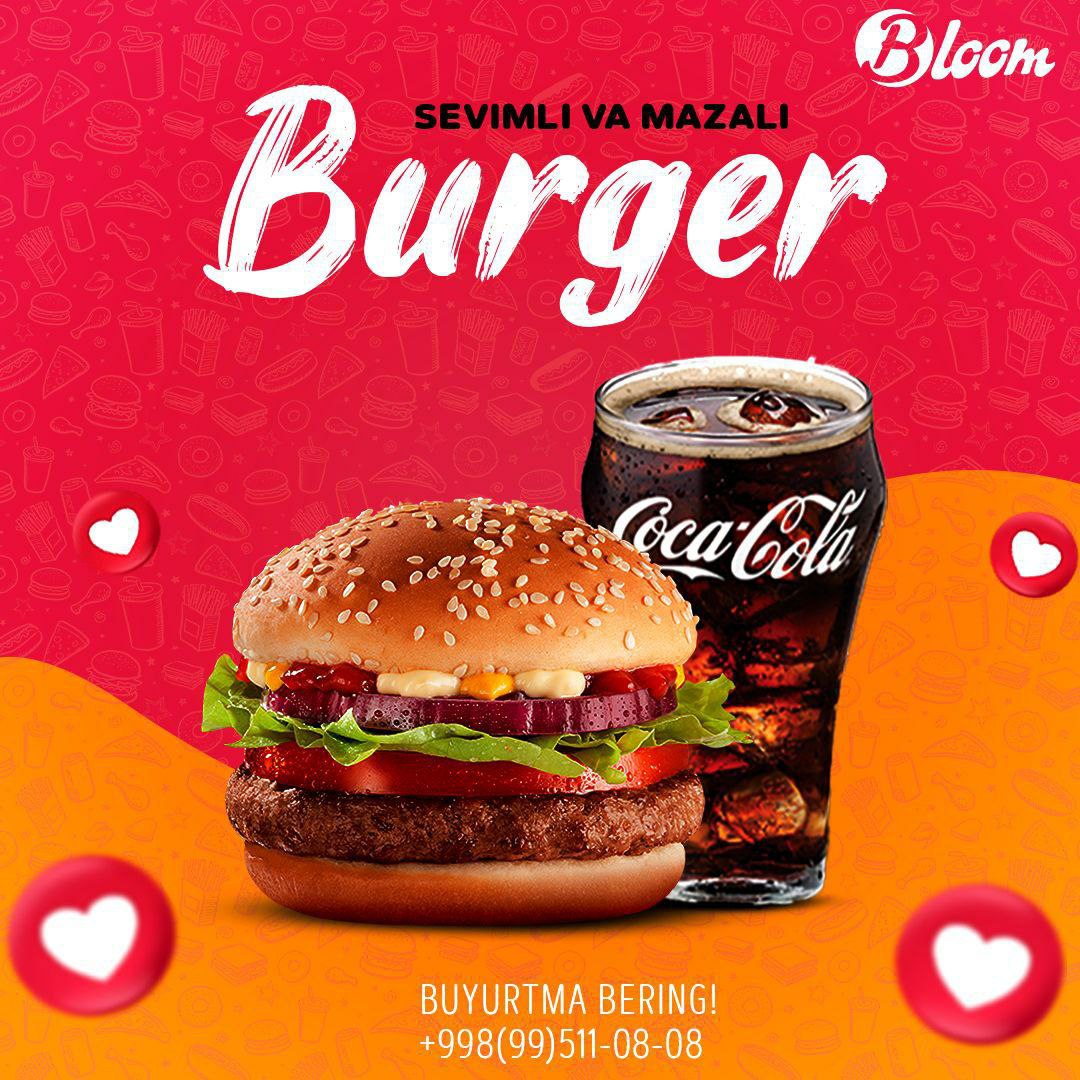 Bloom
SEVIMLI VA MAZALI
Burger
Coca-Cola
BUYURTMA BERING!
+998(99)511-08-08